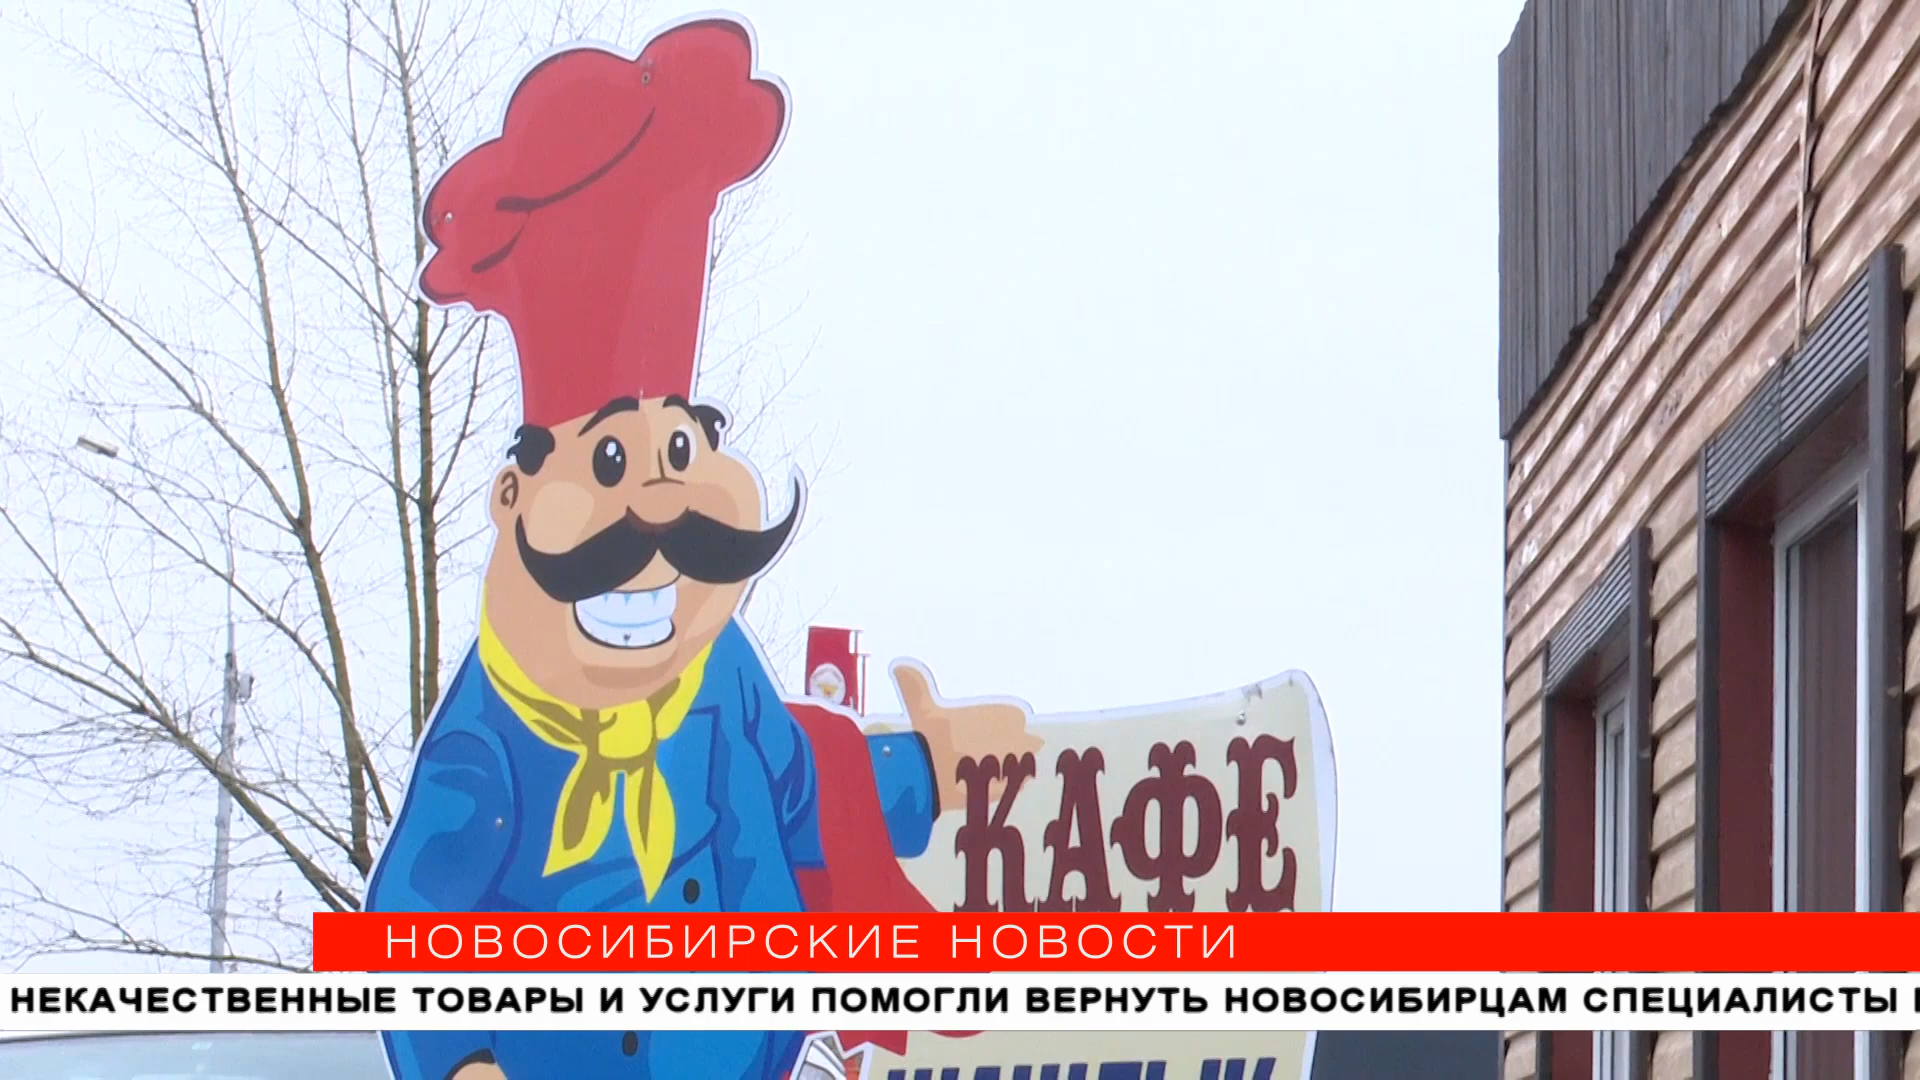 КАФЕ
НОВОСИБИРСКИЕ НОВОСТИ
НЕКАЧЕСТВЕННЫЕ ТОВАРЫ И УСЛУГИ ПОМОГЛИ ВЕРНУТЬ НОВОСИБИРЦАМ СПЕЦИАЛИСТЫ